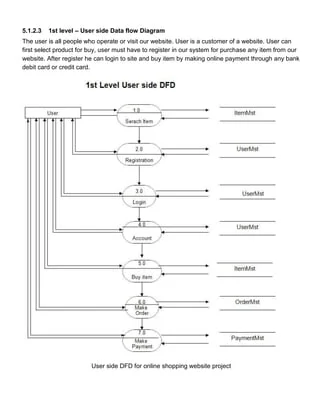 5.1.2.3 1st level – User side Data flow Diagram
The user is all people who operate or visit our website. User is a customer of a website. User can
first select product for buy, user must have to register in our system for purchase any item from our
website. After register he can login to site and buy item by making online payment through any bank
debit card or credit card.
1st Level User side DFD
User
1.0
Serach Item
ItemMst
2.0
Registration
UserMst
3.0
Login
UserMst
4.0
Account
UserMst
5.0
Buy item
ItemMst
6.0
Make
Order
OrderMst
7.0
Make
Payment
PaymentMst
User side DFD for online shopping website project